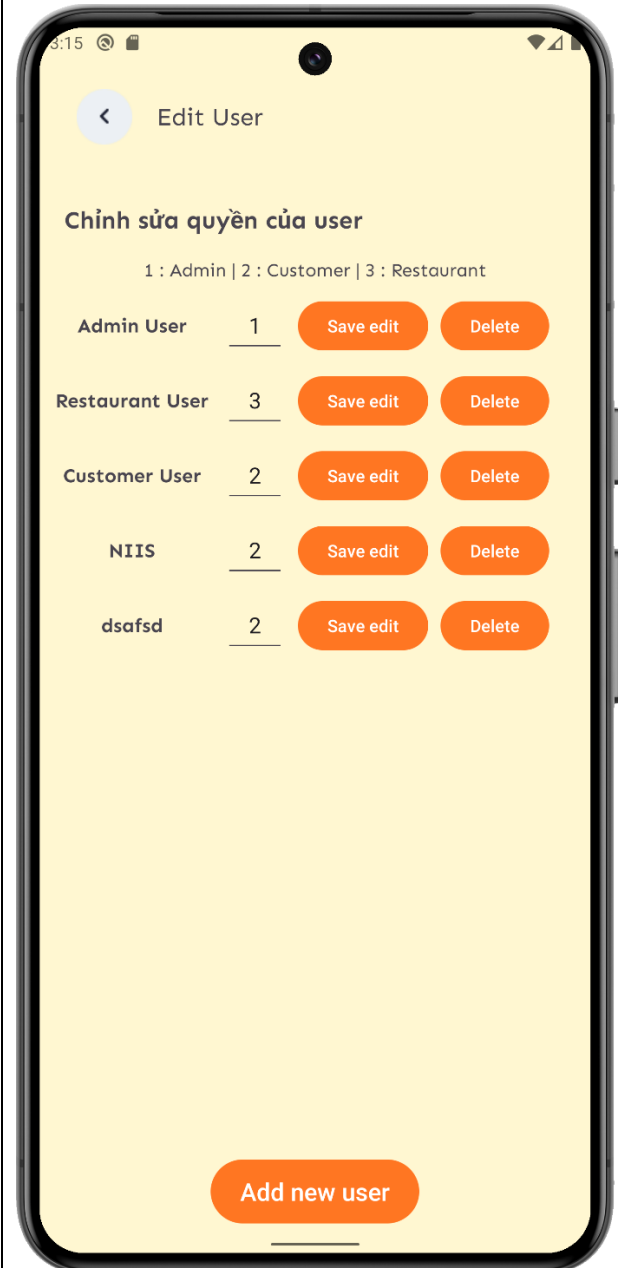 3:15
Edit User
Chỉnh sửa quyền của user
1 : Admin | 2 : Customer | 3 : Restaurant
Admin User 1 Save edit Delete
Restaurant User 3 Save edit Delete
Customer User 2 Save edit Delete
NIIS 2 Save edit Delete
dsafsd 2 Save edit Delete
Add new user